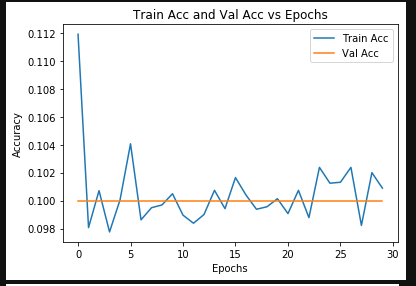 Train Acc and Val Acc vs Epochs
Train Acc
Val Acc
0.112
0.110
0.108
0.106
0.104
0.102
0.100
0.098
Accuracy
0 5 10 15 20 25 30
Epochs